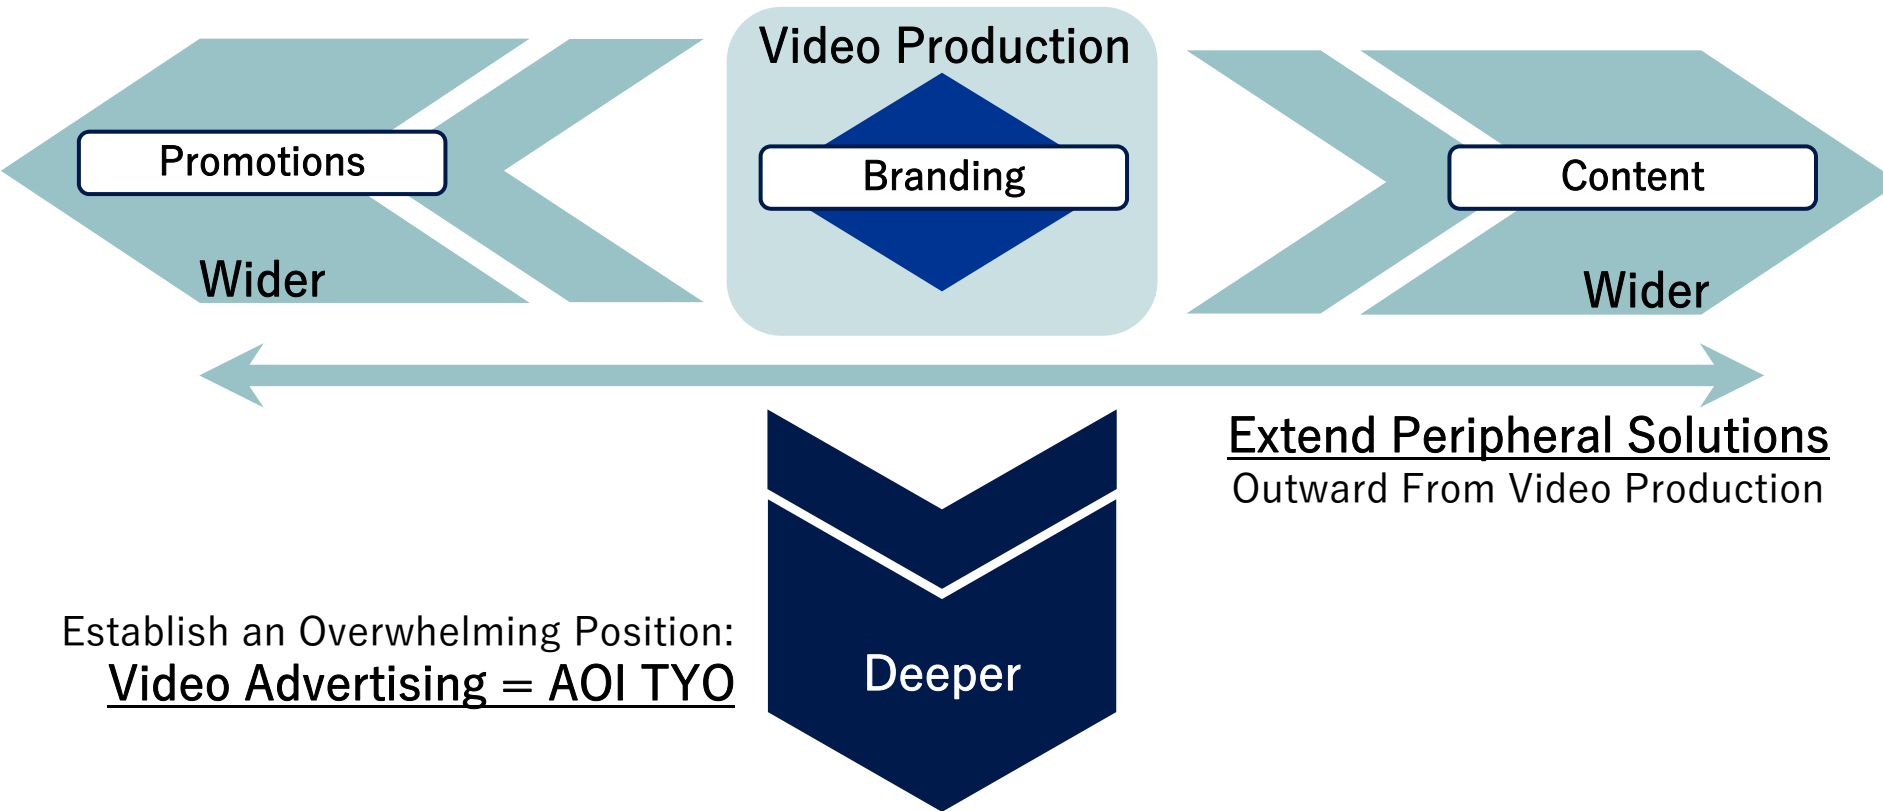 Video Production
Promotions
Branding
Content
Wider
Wider
Extend Peripheral Solutions
Outward From Video Production
Establish an Overwhelming Position:
Video Advertising = AOI TYO
Deeper